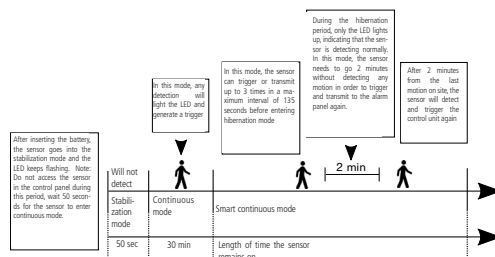 During the hibernation
period, only the LED lights
up, indicating that the sen-
sor is detecting normally.
In this mode, the sensor
needs to go 2 minutes
without detecting any
motion in order to trigger
and transmit to the alarm
panel again.
In this mode, the sensor
can trigger or transmit
up to 3 times in a ma-
ximum interval of 135
seconds before entering
hibernation mode
After 2 minutes
from the last
motion on site, the
sensor will detect
and trigger the
control unit again
In this mode, any
detection will
light the LED and
generate a trigger
After inserting the battery,
the sensor goes into the
stabilization mode and the
LED keeps flashing. Note:
Do not access the sensor
in the control panel during
this period, wait 50 secon-
ds for the sensor to enter
continuous mode.
Will not
detect
2 min
Stabili-
zation
mode
Continuous
mode
Smart continuous mode
50 sec
30 min
Length of time the sensor
remains on